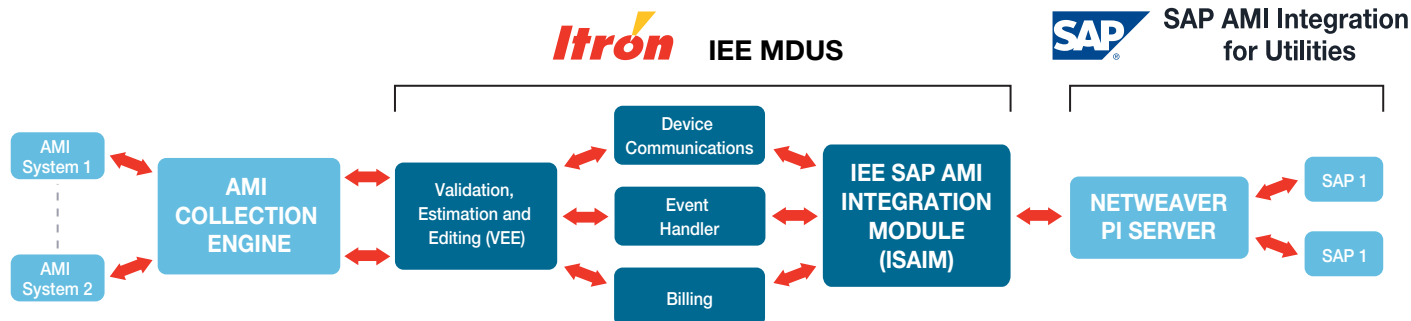 Itrón IEE MDUS
SAP ®
SAP AMI Integration
for Utilities
AMI
System 1
AMI
System 2
AMI
COLLECTION
ENGINE
Validation,
Estimation and
Editing (VEE)
Device
Communications
Event
Handler
Billing
IEE SAP AMI
INTEGRATION
MODULE
(ISAIM)
NETWEAVER
PI SERVER
SAP 1
SAP 1